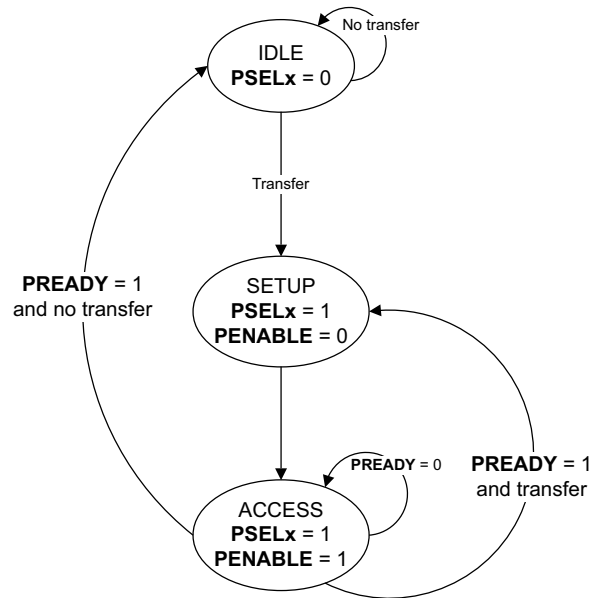 No transfer
IDLE
PSELx = 0
Transfer
SETUP
PSELx = 1
PENABLE = 0
PREADY = 1
and no transfer
PREADY = 0
PREADY = 1
and transfer
ACCESS
PSELx = 1
PENABLE = 1